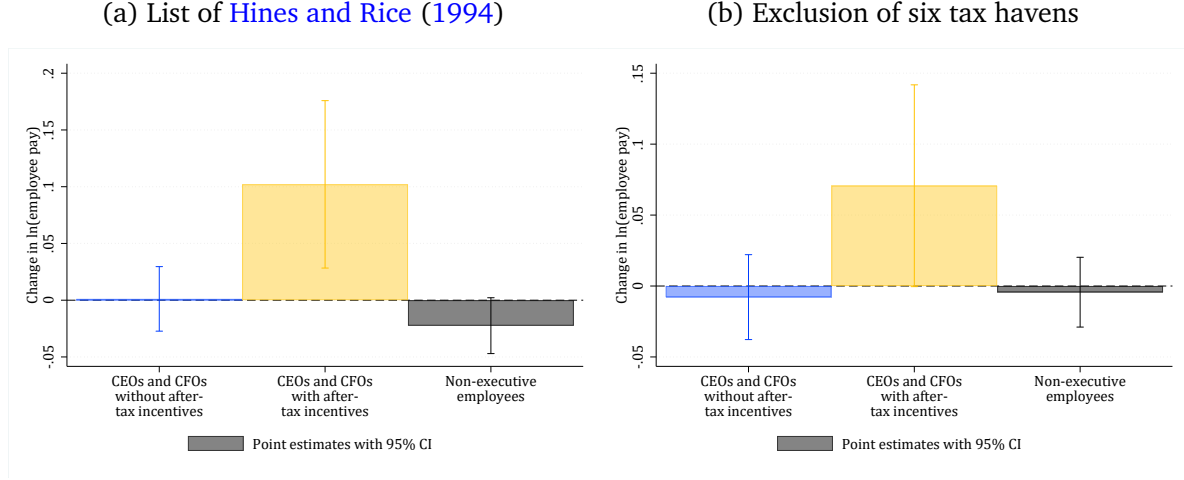 (a) List of Hines and Rice (1994)
Change in ln(employee pay)
.2
.15
.1
.05
0
-.05
CEOs and CFOs
without after-
tax incentives
CEOs and CFOs
with after-
tax incentives
Non-executive
employees
Point estimates with 95% CI
(b) Exclusion of six tax havens
Change in ln(employee pay)
.15
.1
.05
0
-.05
CEOs and CFOs
without after-
tax incentives
CEOs and CFOs
with after-
tax incentives
Non-executive
employees
Point estimates with 95% CI